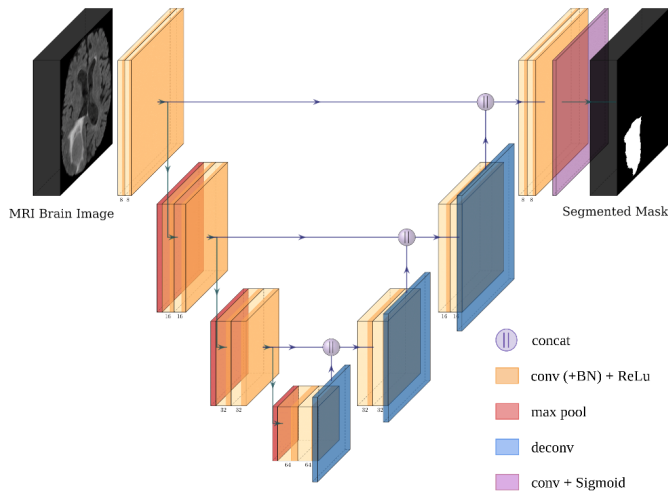 MRI Brain Image
8 8
16 16
32 32
64 64
32 32
16 16
8 8
Segmented Mask
concat
conv (+BN) + ReLu
max pool
deconv
conv + Sigmoid